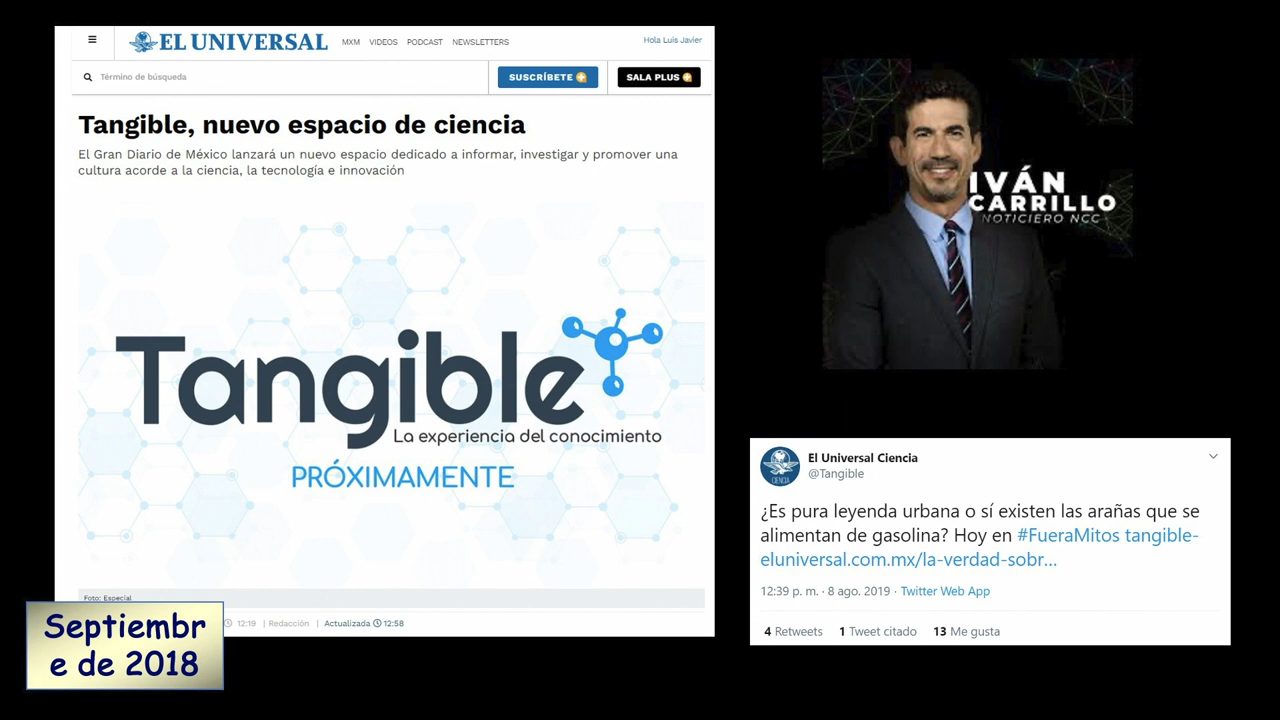 EL UNIVERSAL
MXM VIDEOS PODCAST NEWSLETTERS
Hola Luis Javier
Término de búsqueda
SUSCRÍBETE
SALA PLUS
Tangible, nuevo espacio de ciencia
El Gran Diario de México lanzará un nuevo espacio dedicado a informar, investigar y promover una
cultura acorde a la ciencia, la tecnología e innovación
Tangible
La experiencia del conocimiento
PRÓXIMAMENTE
Foto: Especial
12:19 | Redacción | Actualizada 12:58
Septiembr
e de 2018
IVÁN
CARRILLO
NOTICIERO NCC
CIENCIA
El Universal Ciencia
@Tangible
¿Es pura leyenda urbana o sí existen las arañas que se
alimentan de gasolina? Hoy en #FueraMitos tangible-
eluniversal.com.mx/la-verdad-sobr...
12:39 p. m. · 8 ago. 2019 · Twitter Web App
4 Retweets 1 Tweet citado 13 Me gusta